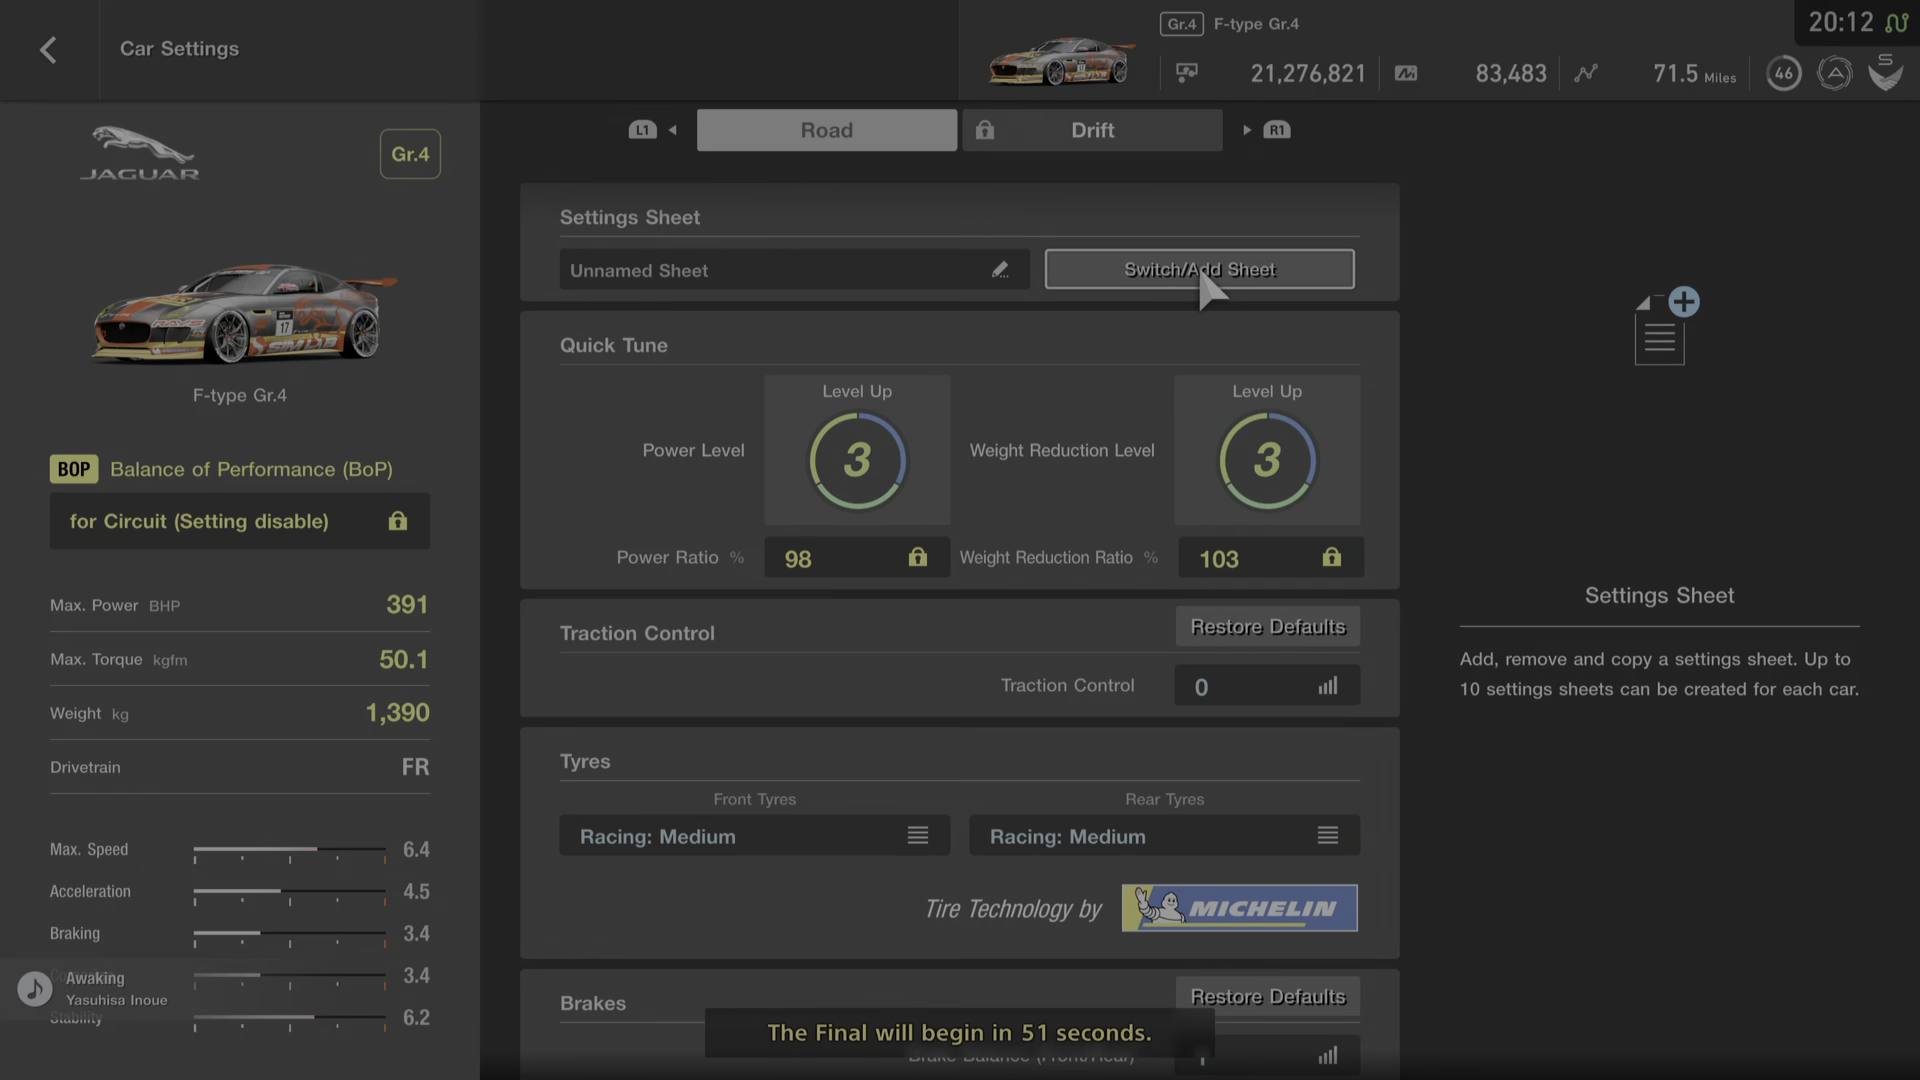 Car Settings
Gr.4 F-type Gr.4
20:12
21,276,821
83,483
71.5 Miles
46
S
JAGUAR
Gr.4
L1
Road
Drift
R1
Settings Sheet
Unnamed Sheet
Switch/Add Sheet
Quick Tune
Level Up
Level Up
Power Level
3
Weight Reduction Level
3
Power Ratio %
98
Weight Reduction Ratio %
103
RAYS
17
SIMLAB
F-type Gr.4
BOP Balance of Performance (BoP)
for Circuit (Setting disable)
Max. Power BHP
391
Max. Torque kgfm
50.1
Weight kg
1,390
Drivetrain
FR
Max. Speed
6.4
Acceleration
4.5
Braking
3.4
3.4
Stability
6.2
Awaking
Yasuhisa Inoue
Traction Control
Restore Defaults
Traction Control
0
Tyres
Front Tyres
Rear Tyres
Racing: Medium
Racing: Medium
Tire Technology by
MICHELIN
Brakes
Restore Defaults
The Final will begin in 51 seconds.
Brake Balance (Front/Rear)
Settings Sheet
Add, remove and copy a settings sheet. Up to
10 settings sheets can be created for each car.